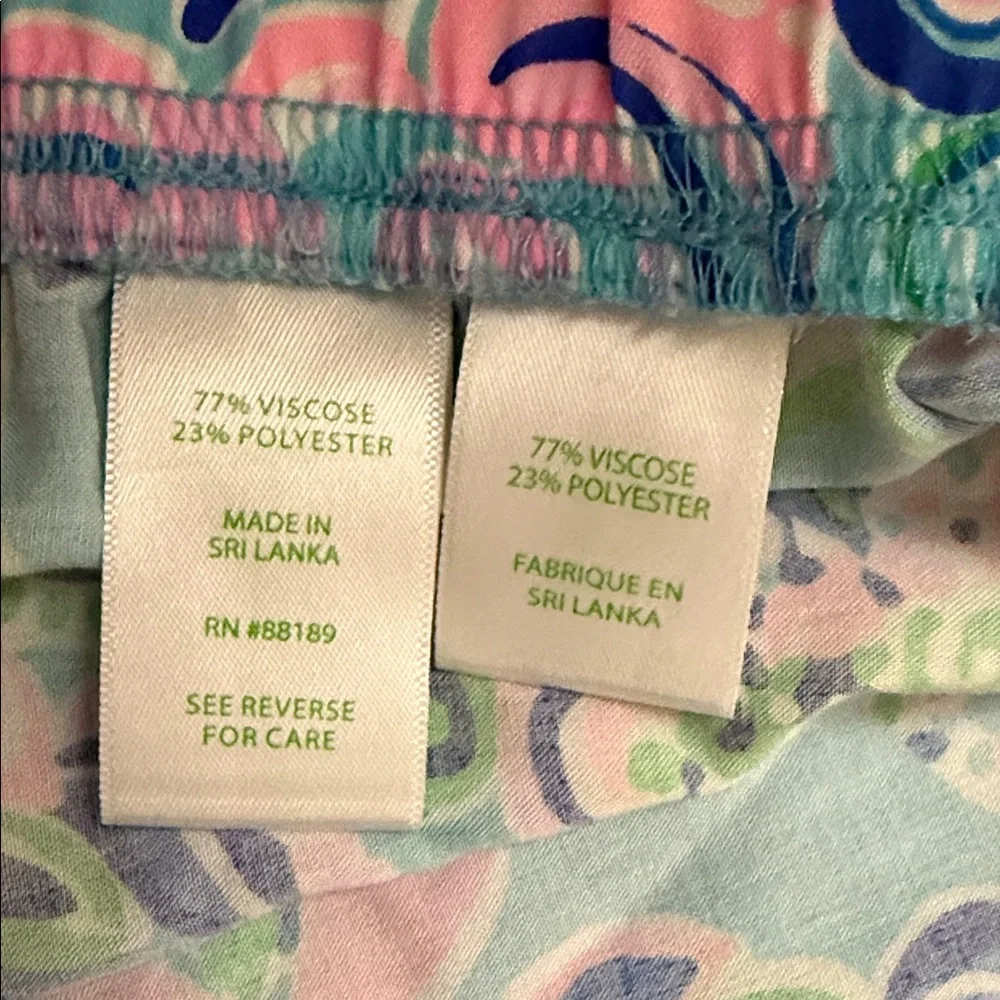 77% VISCOSE
23% POLYESTER
MADE IN
SRI LANKA
RN #88189
SEE REVERSE
FOR CARE
77% VISCOSE
23% POLYESTER
FABRIQUE EN
SRI LANKA